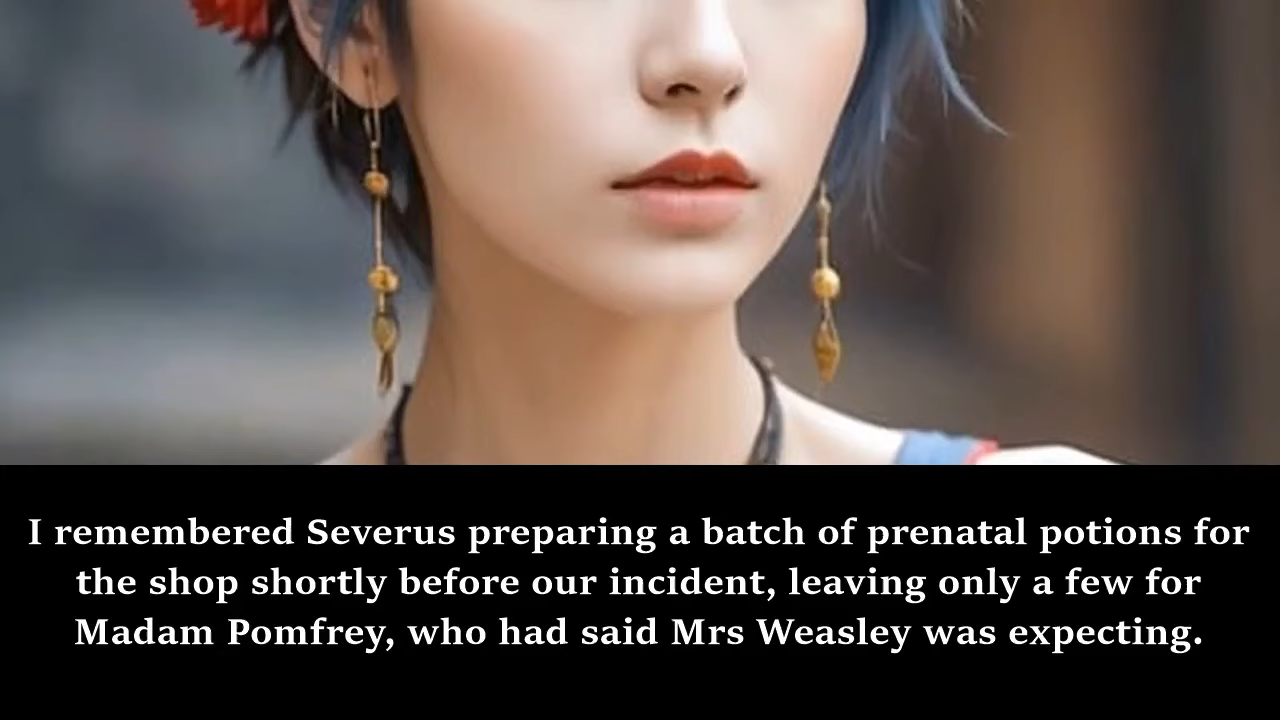 I remembered Severus preparing a batch of prenatal potions for
the shop shortly before our incident, leaving only a few for
Madam Pomfrey, who had said Mrs Weasley was expecting.